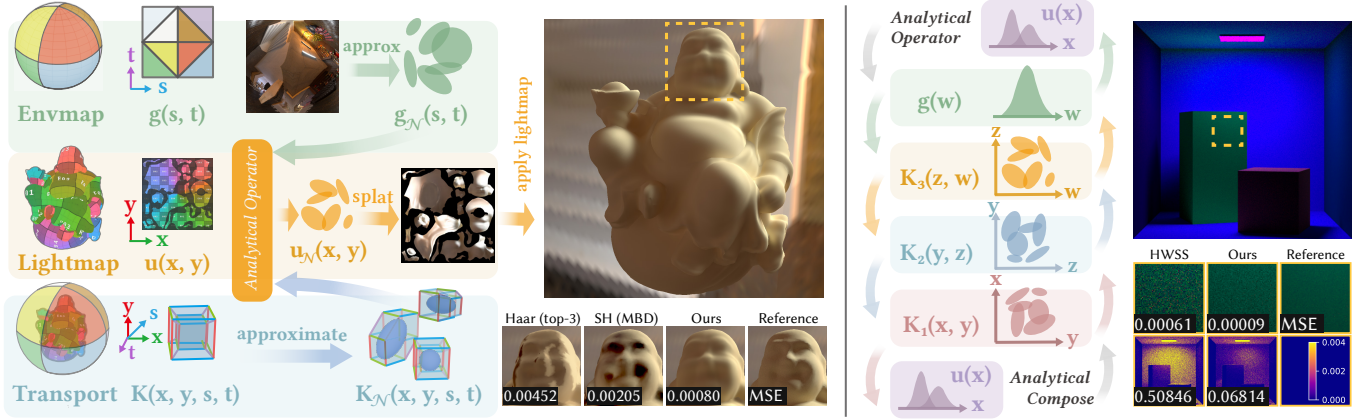 Envmap
t
s
g(s, t)
approx
g𝒩(s, t)
Lightmap
y
x
u(x, y)
Analytical Operator
u𝒩(x, y)
splat
apply lightmap
Transport
y
s
x
t
K(x, y, s, t)
approximate
K𝒩(x, y, s, t)
Haar (top-3)
SH (MBD)
Ours
Reference
0.00452
0.00205
0.00080
MSE
Analytical
Operator
u(x)
x
g(w)
w
K₃(z, w)
z
w
K₂(y, z)
y
z
K₁(x, y)
x
y
u(x)
x
Analytical
Compose
HWSS
Ours
Reference
0.00061
0.00009
MSE
0.50846
0.06814
0.004
0.002
0.000